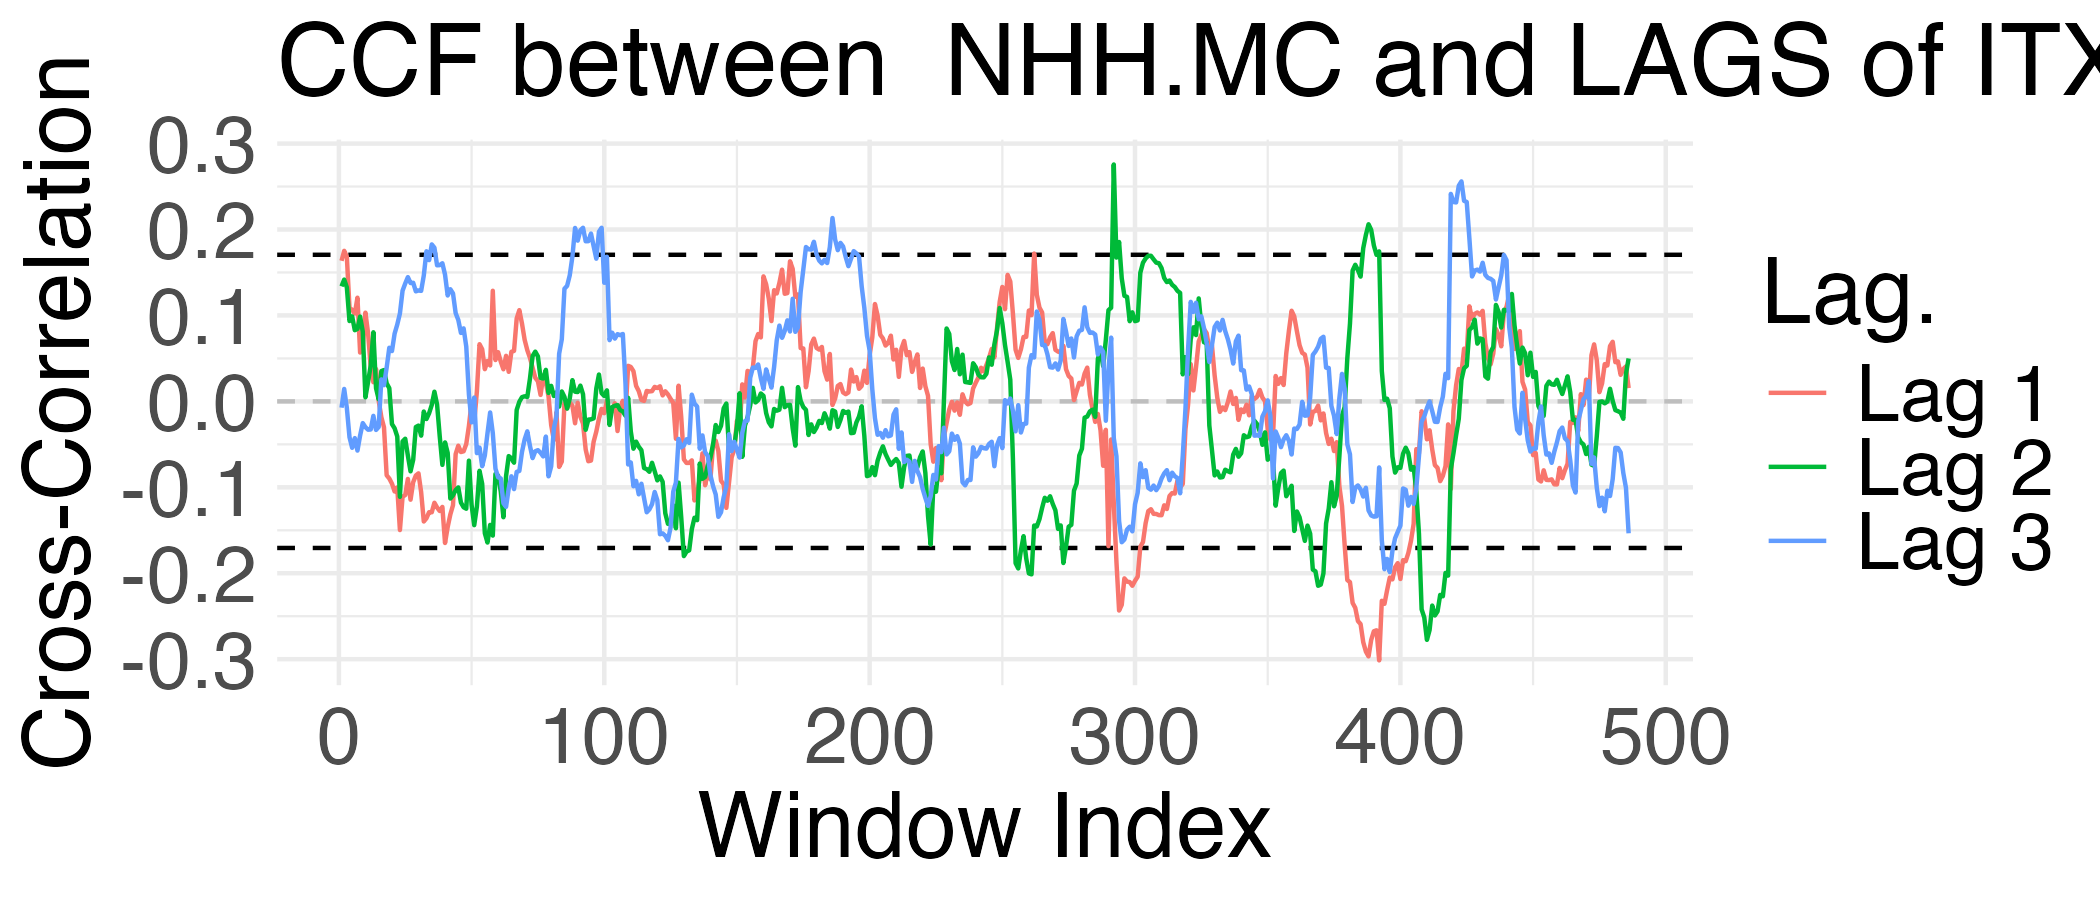 CCF between  NHH.MC and LAGS of ITX
Cross-Correlation
0.3
0.2
0.1
0.0
-0.1
-0.2
-0.3
0 100 200 300 400 500
Window Index
Lag.
Lag 1
Lag 2
Lag 3